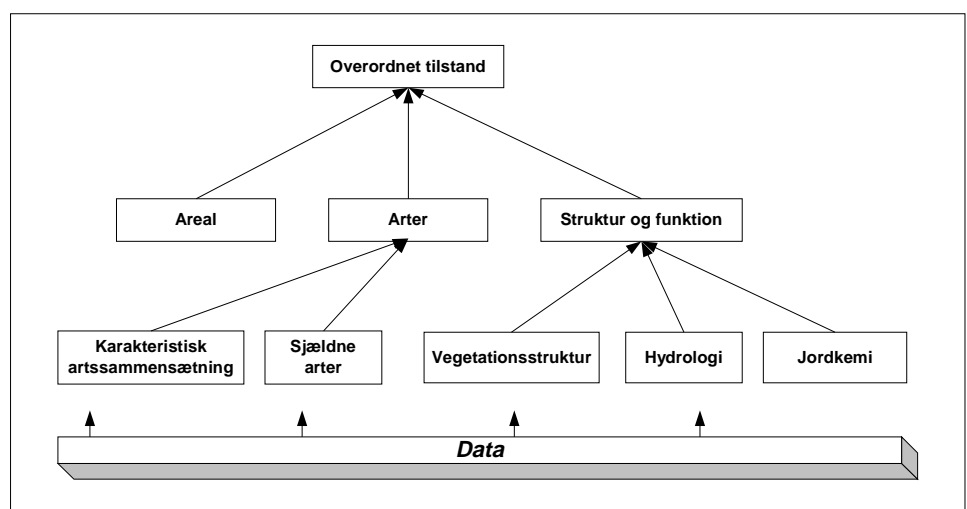 Overordnet tilstand
Areal
Arter
Struktur og funktion
Karakteristisk
artssammensætning
Sjældne
arter
Vegetationsstruktur
Hydrologi
Jordkemi
Data